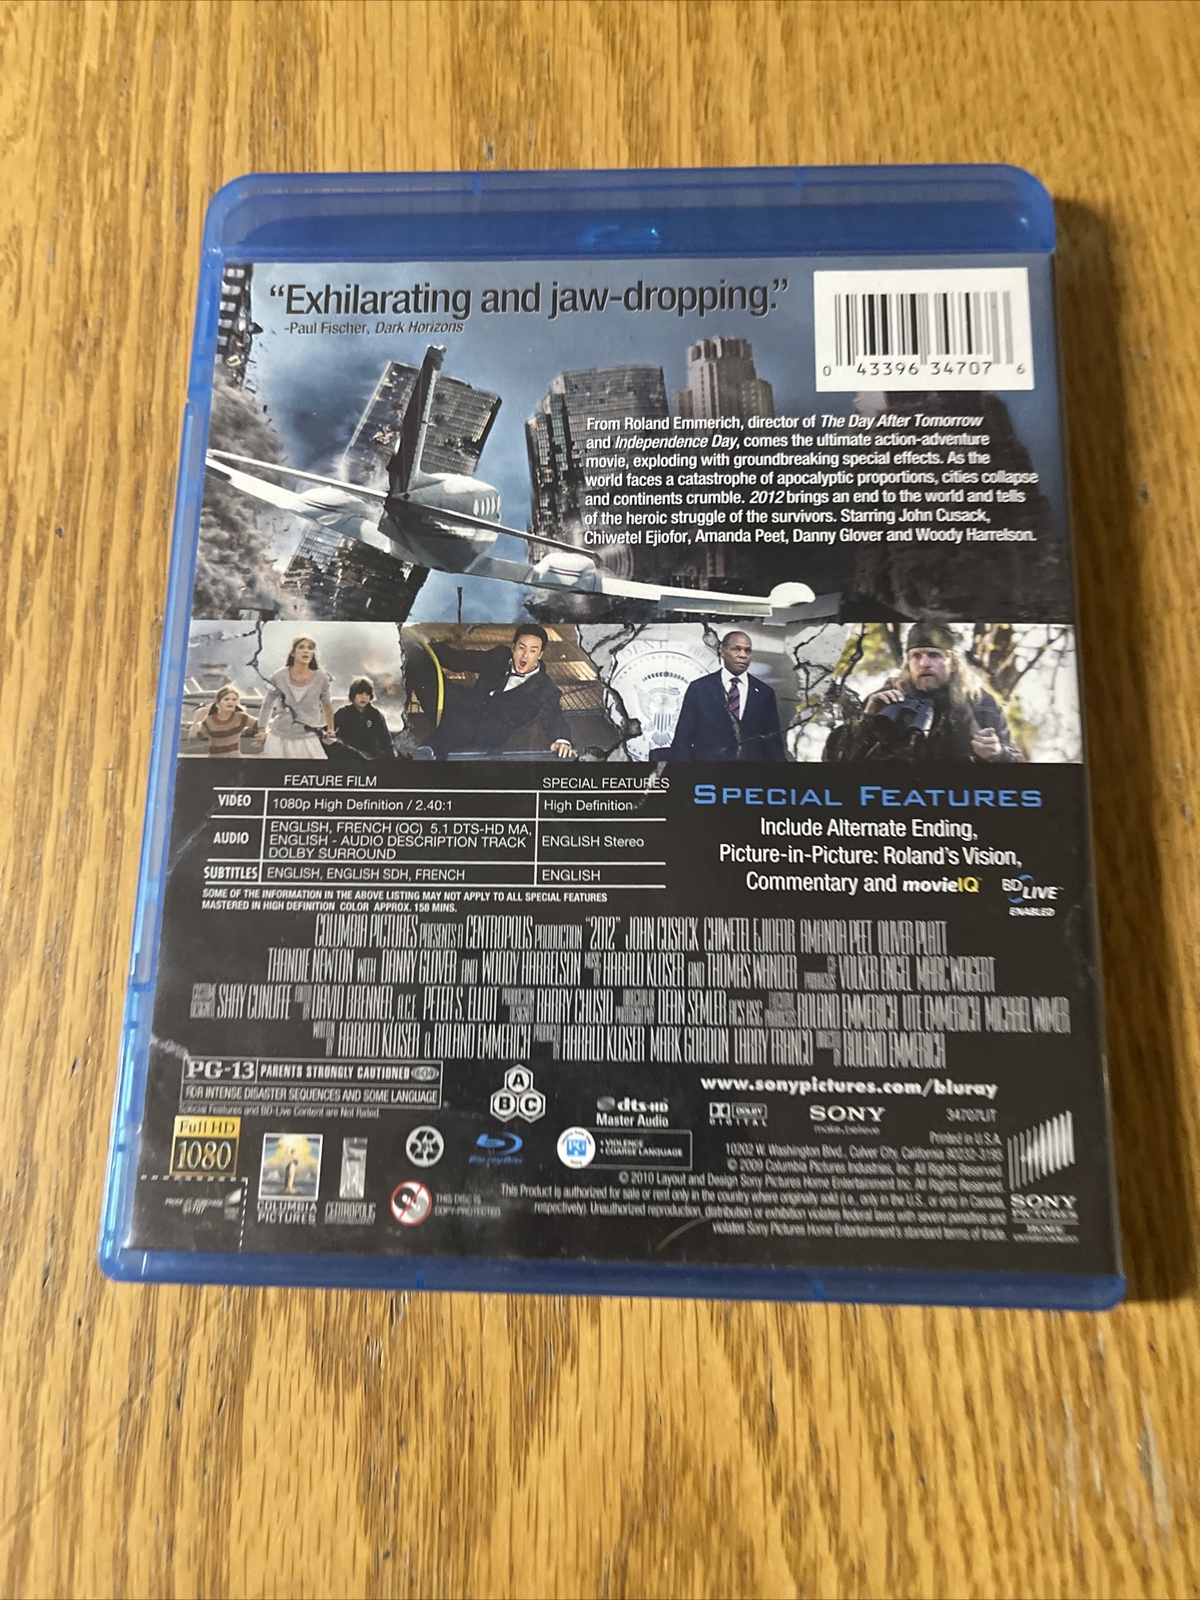 “Exhilarating and jaw-dropping.”
-Paul Fischer, Dark Horizons
0 43396 34707 6
From Roland Emmerich, director of The Day After Tomorrow
and Independence Day, comes the ultimate action-adventure
movie, exploding with groundbreaking special effects. As the
world faces a catastrophe of apocalyptic proportions, cities collapse
and continents crumble. 2012 brings an end to the world and tells
of the heroic struggle of the survivors. Starring John Cusack,
Chiwetel Ejiofor, Amanda Peet, Danny Glover and Woody Harrelson.
FEATURE FILM SPECIAL FEATURES
VIDEO 1080p High Definition / 2.40:1 High Definition
AUDIO ENGLISH, FRENCH (QC) 5.1 DTS-HD MA,
ENGLISH - AUDIO DESCRIPTION TRACK
DOLBY SURROUND
ENGLISH Stereo
SUBTITLES ENGLISH, ENGLISH SDH, FRENCH ENGLISH
SOME OF THE INFORMATION IN THE ABOVE LISTING MAY NOT APPLY TO ALL SPECIAL FEATURES
MASTERED IN HIGH DEFINITION COLOR APPROX. 158 MINS.
SPECIAL FEATURES
Include Alternate Ending,
Picture-in-Picture: Roland's Vision,
Commentary and movieIQ
BD LIVE
ENABLED
COLUMBIA PICTURES PRESENTS A CENTROPOLIS PRODUCTION "2012" JOHN CUSACK CHIWETEL EJIOFOR AMANDA PEET OLIVER PLATT
THANDIE NEWTON WITH DANNY GLOVER AND WOODY HARRELSON MUSIC BY HARALD KLOSER AND THOMAS WANDER VOLKER ENGEL MARC WEIGERT
SHAY CUNLIFFE DAVID BRENNER, A.C.E. PETER S. ELLIOT BARRY CHUSID DEAN SEMLER ACS ASC ROLAND EMMERICH UTE EMMERICH MICHAEL WIMER
HARALD KLOSER & ROLAND EMMERICH HARALD KLOSER MARK GORDON LARRY FRANCO ROLAND EMMERICH
PG-13 PARENTS STRONGLY CAUTIONED
FOR INTENSE DISASTER SEQUENCES AND SOME LANGUAGE
Special Features and BD-Live Content are Not Rated.
A
B C
dts-HD
Master Audio
www.sonypictures.com/bluray
DOLBY
DIGITAL
SONY
make.believe
34707LIT
Printed in U.S.A.
Full HD
1080
COLUMBIA
PICTURES
CENTROPOLIS
Blu-ray Disc
PG
• VIOLENCE
• COARSE LANGUAGE
THIS DISC IS
COPY-PROTECTED
10202 W. Washington Blvd., Culver City, California 90232-3195
© 2009 Columbia Pictures Industries, Inc. All Rights Reserved.
© 2010 Layout and Design Sony Pictures Home Entertainment Inc. All Rights Reserved.
This Product is authorized for sale or rent only in the country where originally sold (i.e., only in the U.S. or only in Canada
respectively). Unauthorized reproduction, distribution or exhibition violates federal laws with severe penalties and
violates Sony Pictures Home Entertainment's standard terms of trade.
SONY
PICTURES
HOME